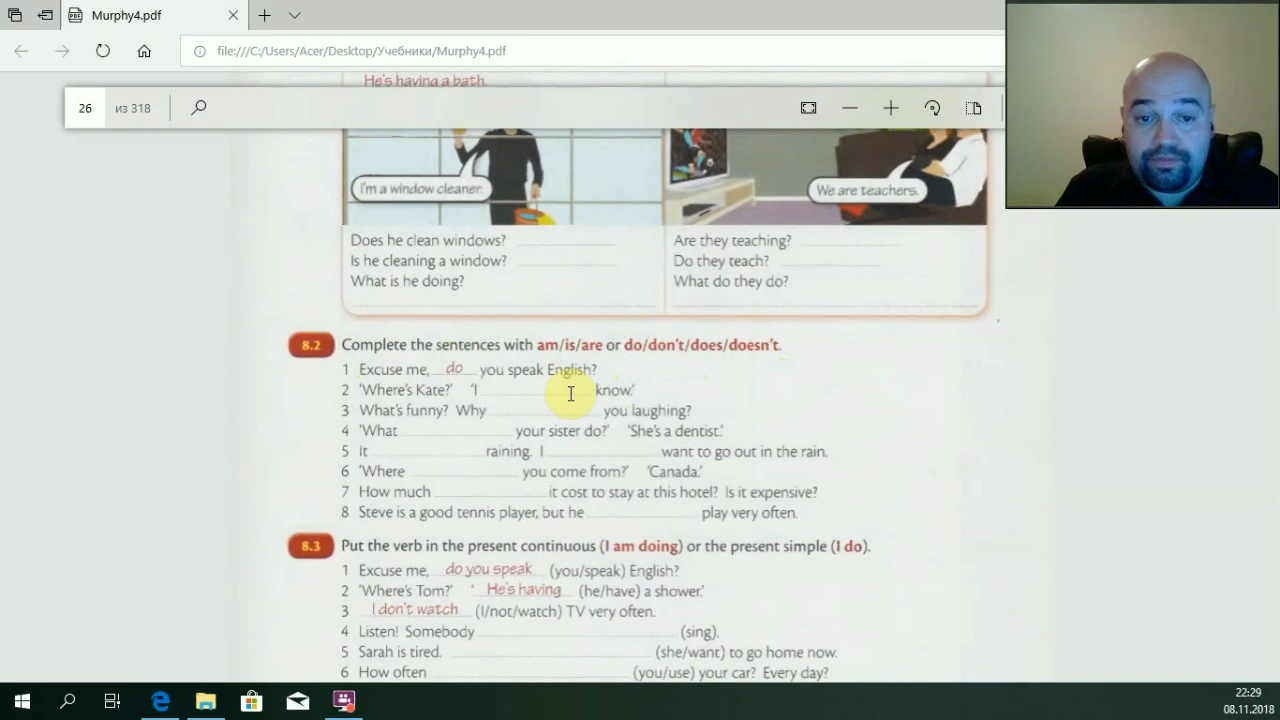 Murphy4.pdf
file:///C:/Users/Acer/Desktop/Учебники/Murphy4.pdf
He's having a bath.
26 из 318
I'm a window cleaner.
We are teachers.
Does he clean windows?
Is he cleaning a window?
What is he doing?
Are they teaching?
Do they teach?
What do they do?
8.2 Complete the sentences with am/is/are or do/don't/does/doesn't.
1 Excuse me, do you speak English?
2 'Where's Kate?' 'I know.'
3 What's funny? Why you laughing?
4 'What your sister do?' 'She's a dentist.'
5 It raining. I want to go out in the rain.
6 'Where you come from?' 'Canada.'
7 How much it cost to stay at this hotel? Is it expensive?
8 Steve is a good tennis player, but he play very often.
8.3 Put the verb in the present continuous (I am doing) or the present simple (I do).
1 Excuse me, do you speak (you/speak) English?
2 'Where's Tom?' ' He's having (he/have) a shower.'
3 I don't watch (I/not/watch) TV very often.
4 Listen! Somebody (sing).
5 Sarah is tired. (she/want) to go home now.
6 How often (you/use) your car? Every day?
22:29
08.11.2018